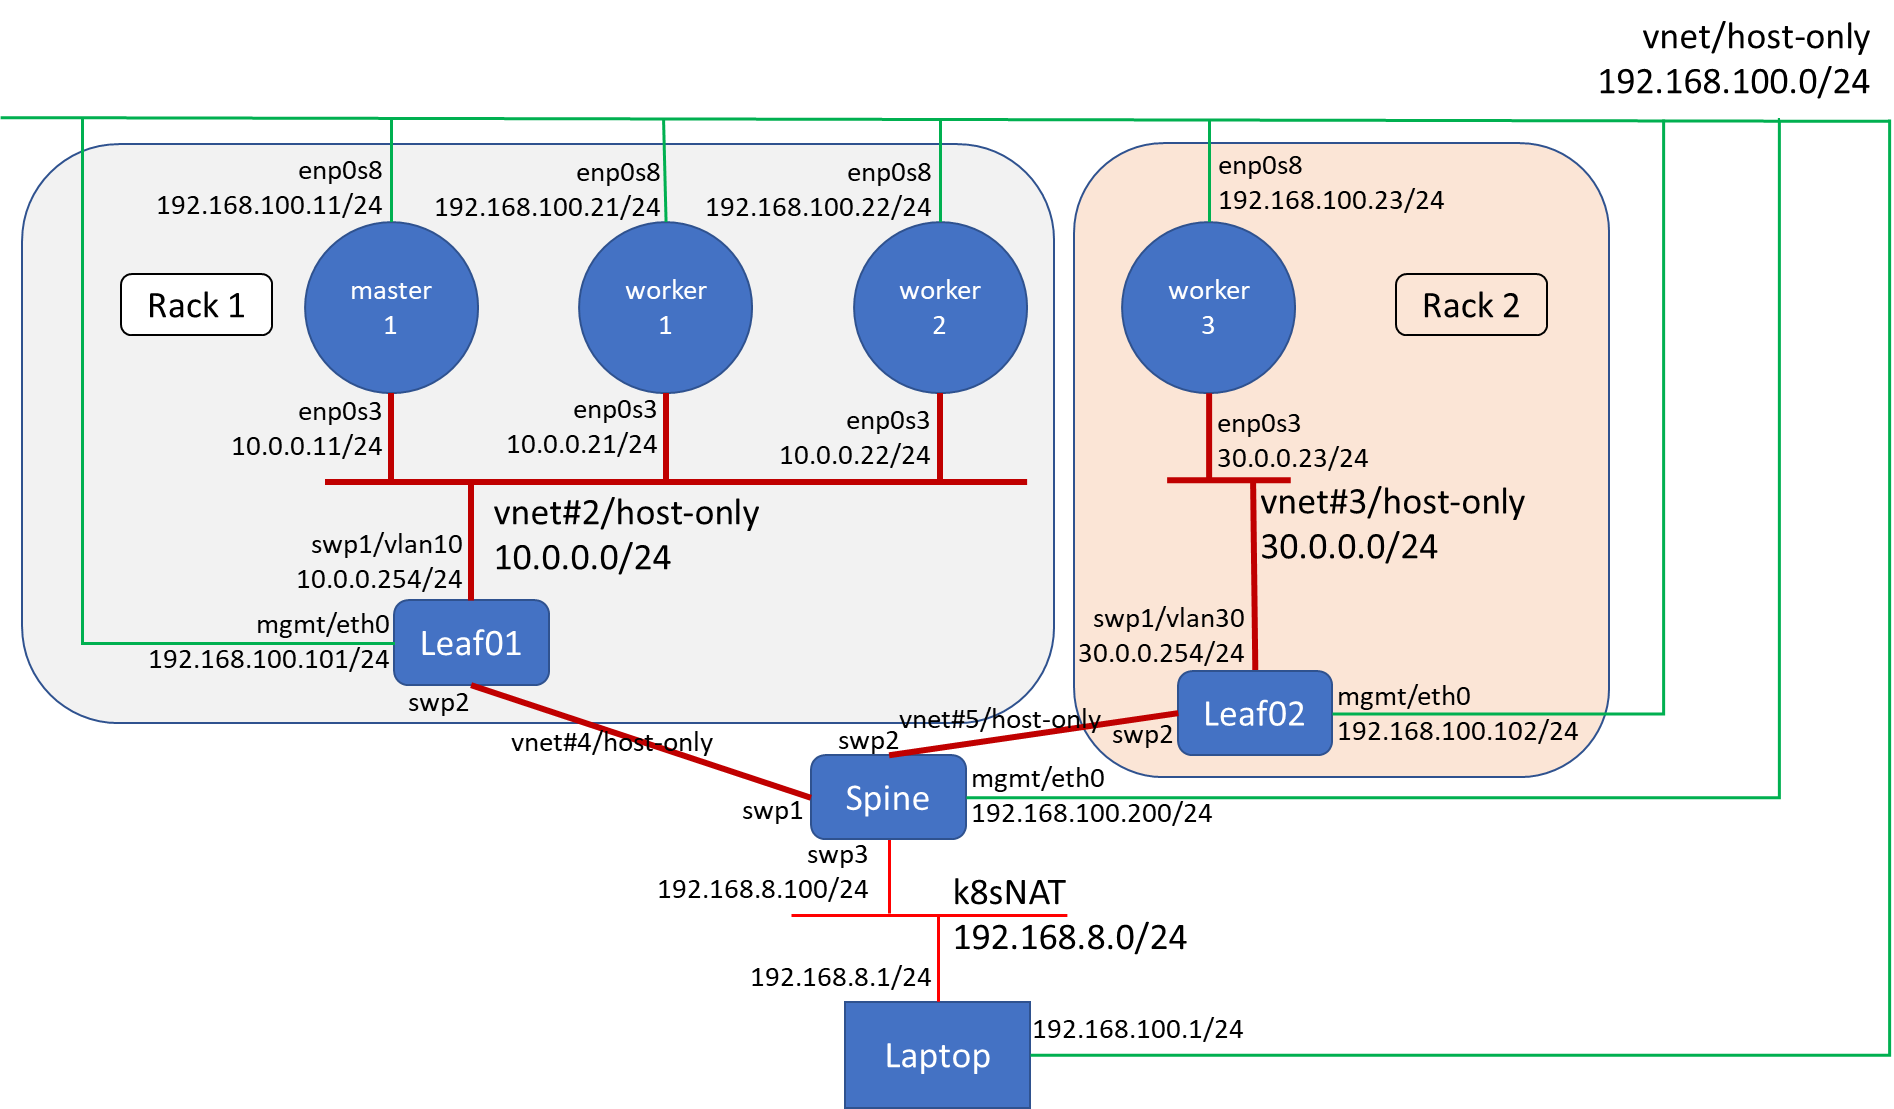 vnet/host-only
192.168.100.0/24
enp0s8
192.168.100.11/24
enp0s8
192.168.100.21/24
enp0s8
192.168.100.22/24
enp0s8
192.168.100.23/24
Rack 1
master
1
worker
1
worker
2
worker
3
Rack 2
enp0s3
10.0.0.11/24
enp0s3
10.0.0.21/24
enp0s3
10.0.0.22/24
enp0s3
30.0.0.23/24
vnet#2/host-only
10.0.0.0/24
vnet#3/host-only
30.0.0.0/24
swp1/vlan10
10.0.0.254/24
mgmt/eth0
192.168.100.101/24
Leaf01
swp2
swp1/vlan30
30.0.0.254/24
Leaf02
mgmt/eth0
192.168.100.102/24
swp2
vnet#4/host-only
vnet#5/host-only
swp2
swp1
Spine
mgmt/eth0
192.168.100.200/24
swp3
192.168.8.100/24
k8sNAT
192.168.8.0/24
192.168.8.1/24
Laptop
192.168.100.1/24